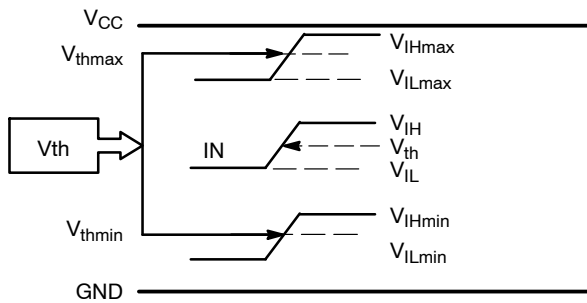 VCC
Vthmax
VIHmax
VILmax
Vth
IN
VIH
Vth
VIL
Vthmin
VIHmin
VILmin
GND